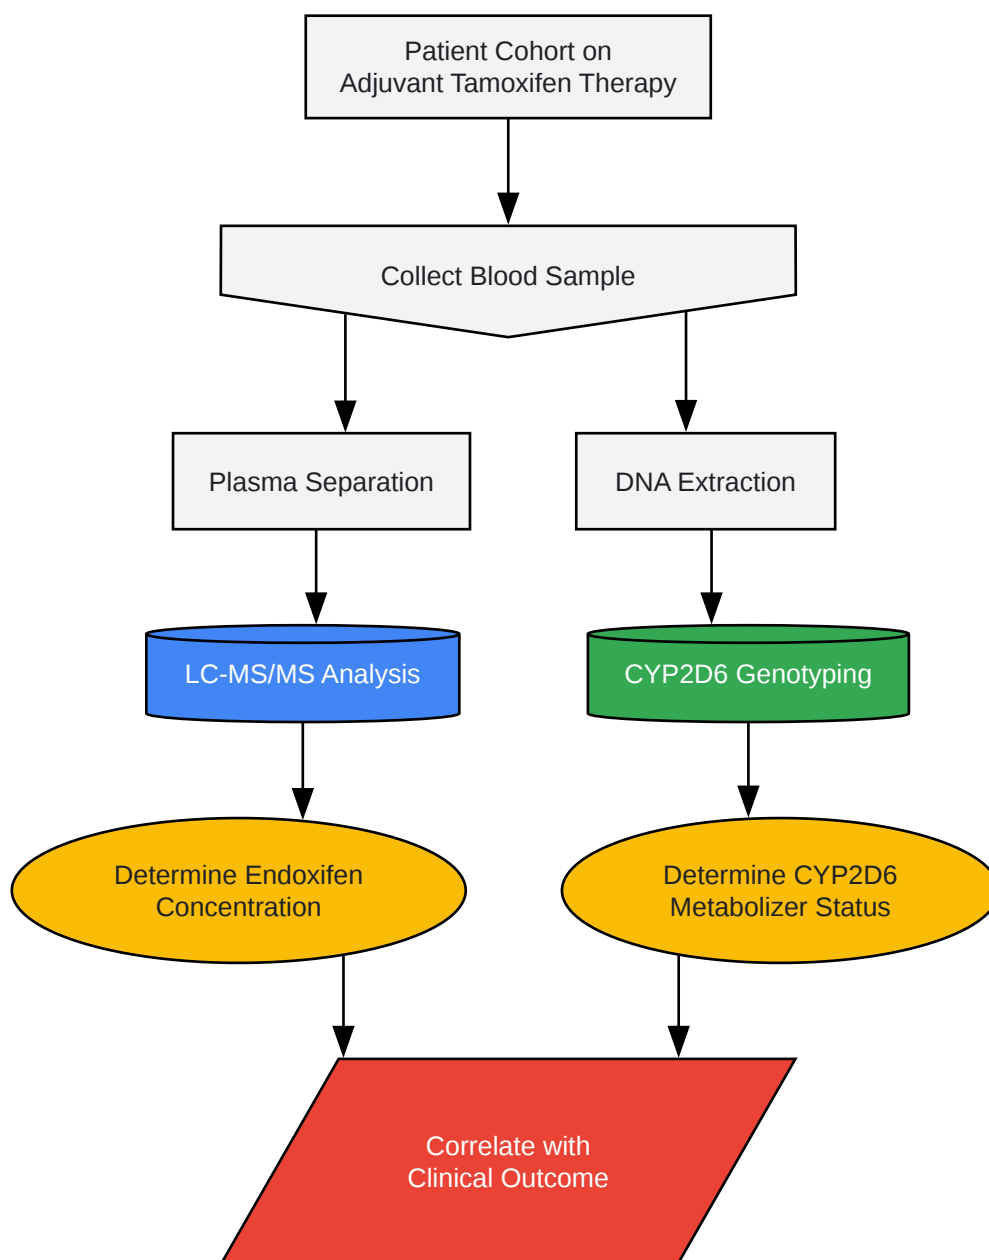 Patient Cohort on
Adjuvant Tamoxifen Therapy
Collect Blood Sample
Plasma Separation
DNA Extraction
LC-MS/MS Analysis
CYP2D6 Genotyping
Determine Endoxifen
Concentration
Determine CYP2D6
Metabolizer Status
Correlate with
Clinical Outcome